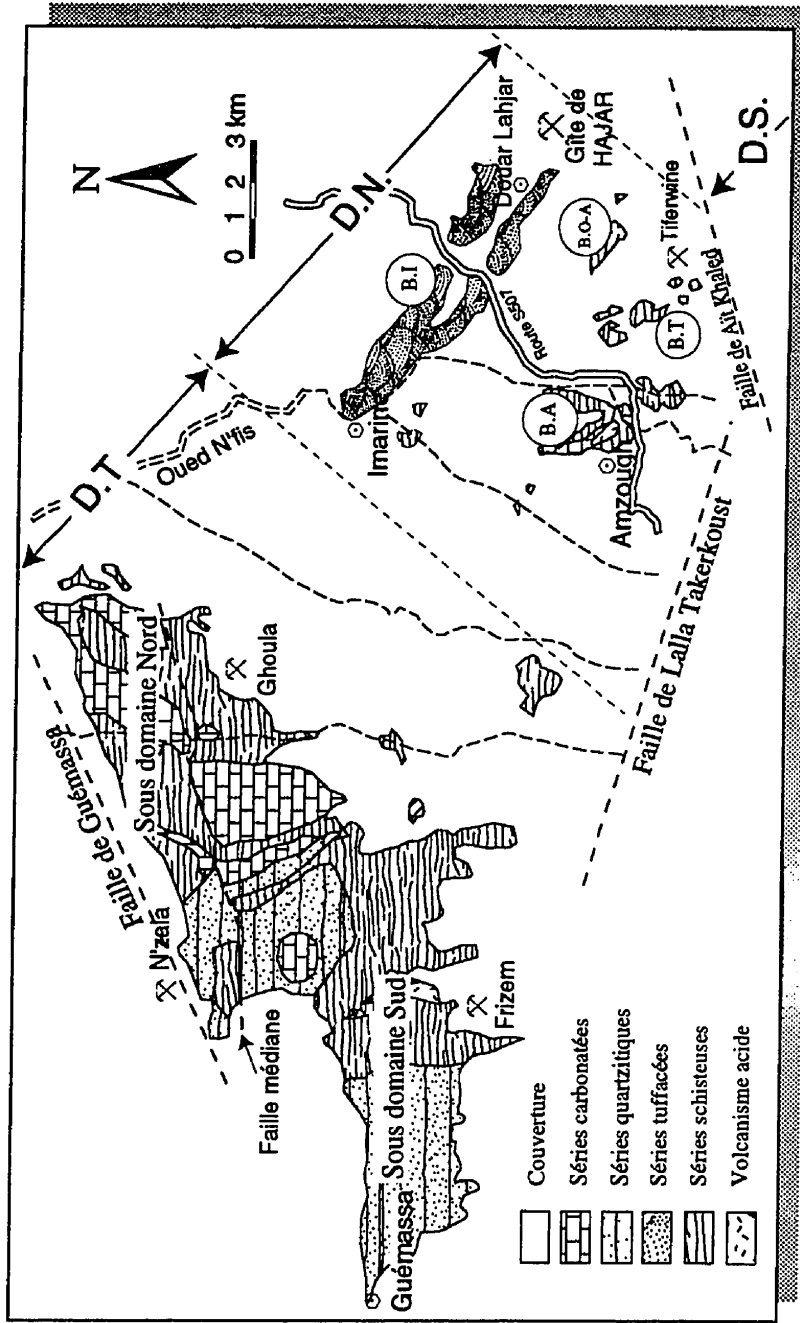 N
0 1 2 3 km
D.T
D.N.
D.S.
Faille de Guémassa
Sous domaine Nord
N'zala
Ghoula
Faille médiane
Sous domaine Sud
Guémassa
Frizem
Oued N'fis
Imarine
B.I
Douar Lahjar
Gîte de
HAJAR
Route S507
B.O-A
B.A
Amzough
B.T
Tiferwine
Faille de Aït Khaled
Faille de Lalla Takerkoust
Couverture
Séries carbonatées
Séries quartzitiques
Séries tuffacées
Séries schisteuses
Volcanisme acide